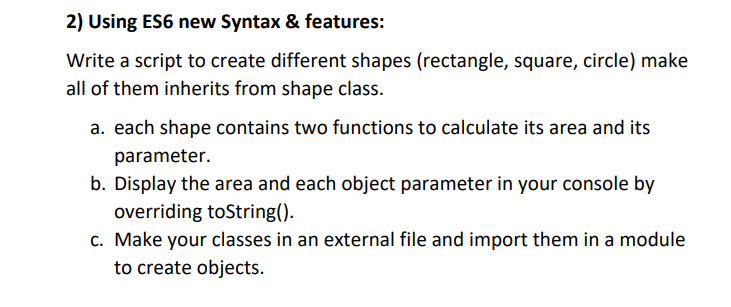 2) Using ES6 new Syntax & features:
Write a script to create different shapes (rectangle, square, circle) make
all of them inherits from shape class.
a. each shape contains two functions to calculate its area and its
parameter.
b. Display the area and each object parameter in your console by
overriding toString().
c. Make your classes in an external file and import them in a module
to create objects.